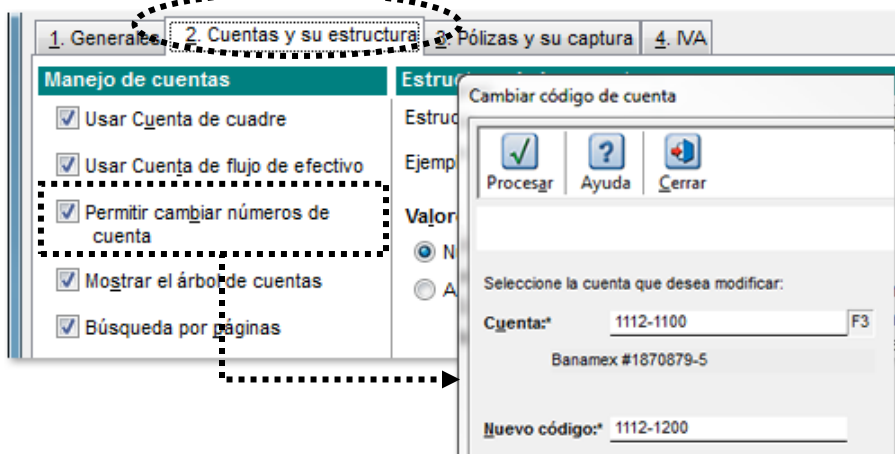 1. Generales
2. Cuentas y su estructura
3. Pólizas y su captura
4. IVA
Manejo de cuentas
Usar Cuenta de cuadre
Usar Cuenta de flujo de efectivo
Permitir cambiar números de
cuenta
Mostrar el árbol de cuentas
Búsqueda por páginas
Cambiar código de cuenta
Procesar
Ayuda
Cerrar
Seleccione la cuenta que desea modificar:
Cuenta:* 1112-1100 F3
Banamex #1870879-5
Nuevo código:* 1112-1200